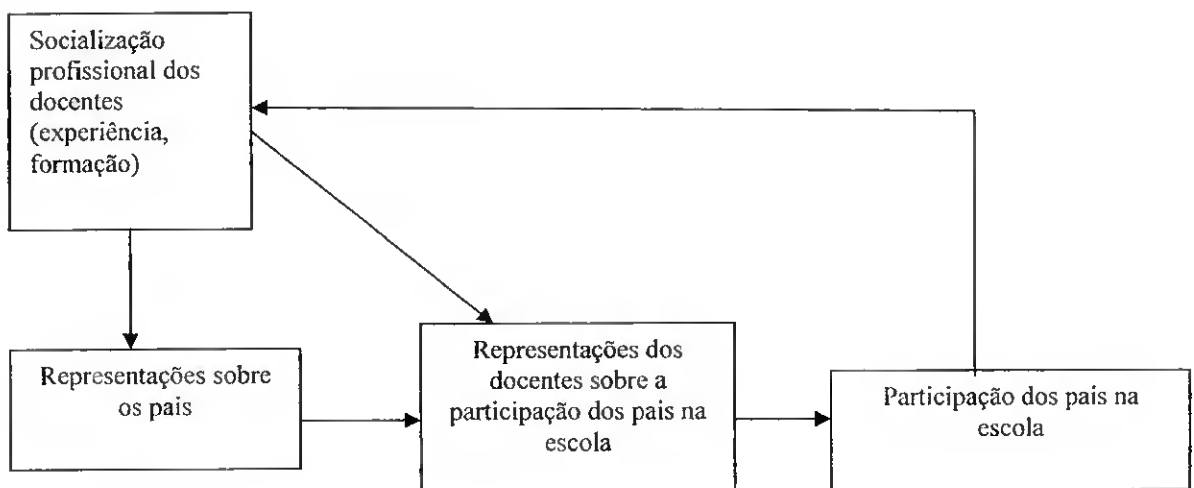 Socialização
profissional dos
docentes
(experiência,
formação)
Representações sobre
os pais
Representações dos
docentes sobre a
participação dos pais na
escola
Participação dos pais na
escola